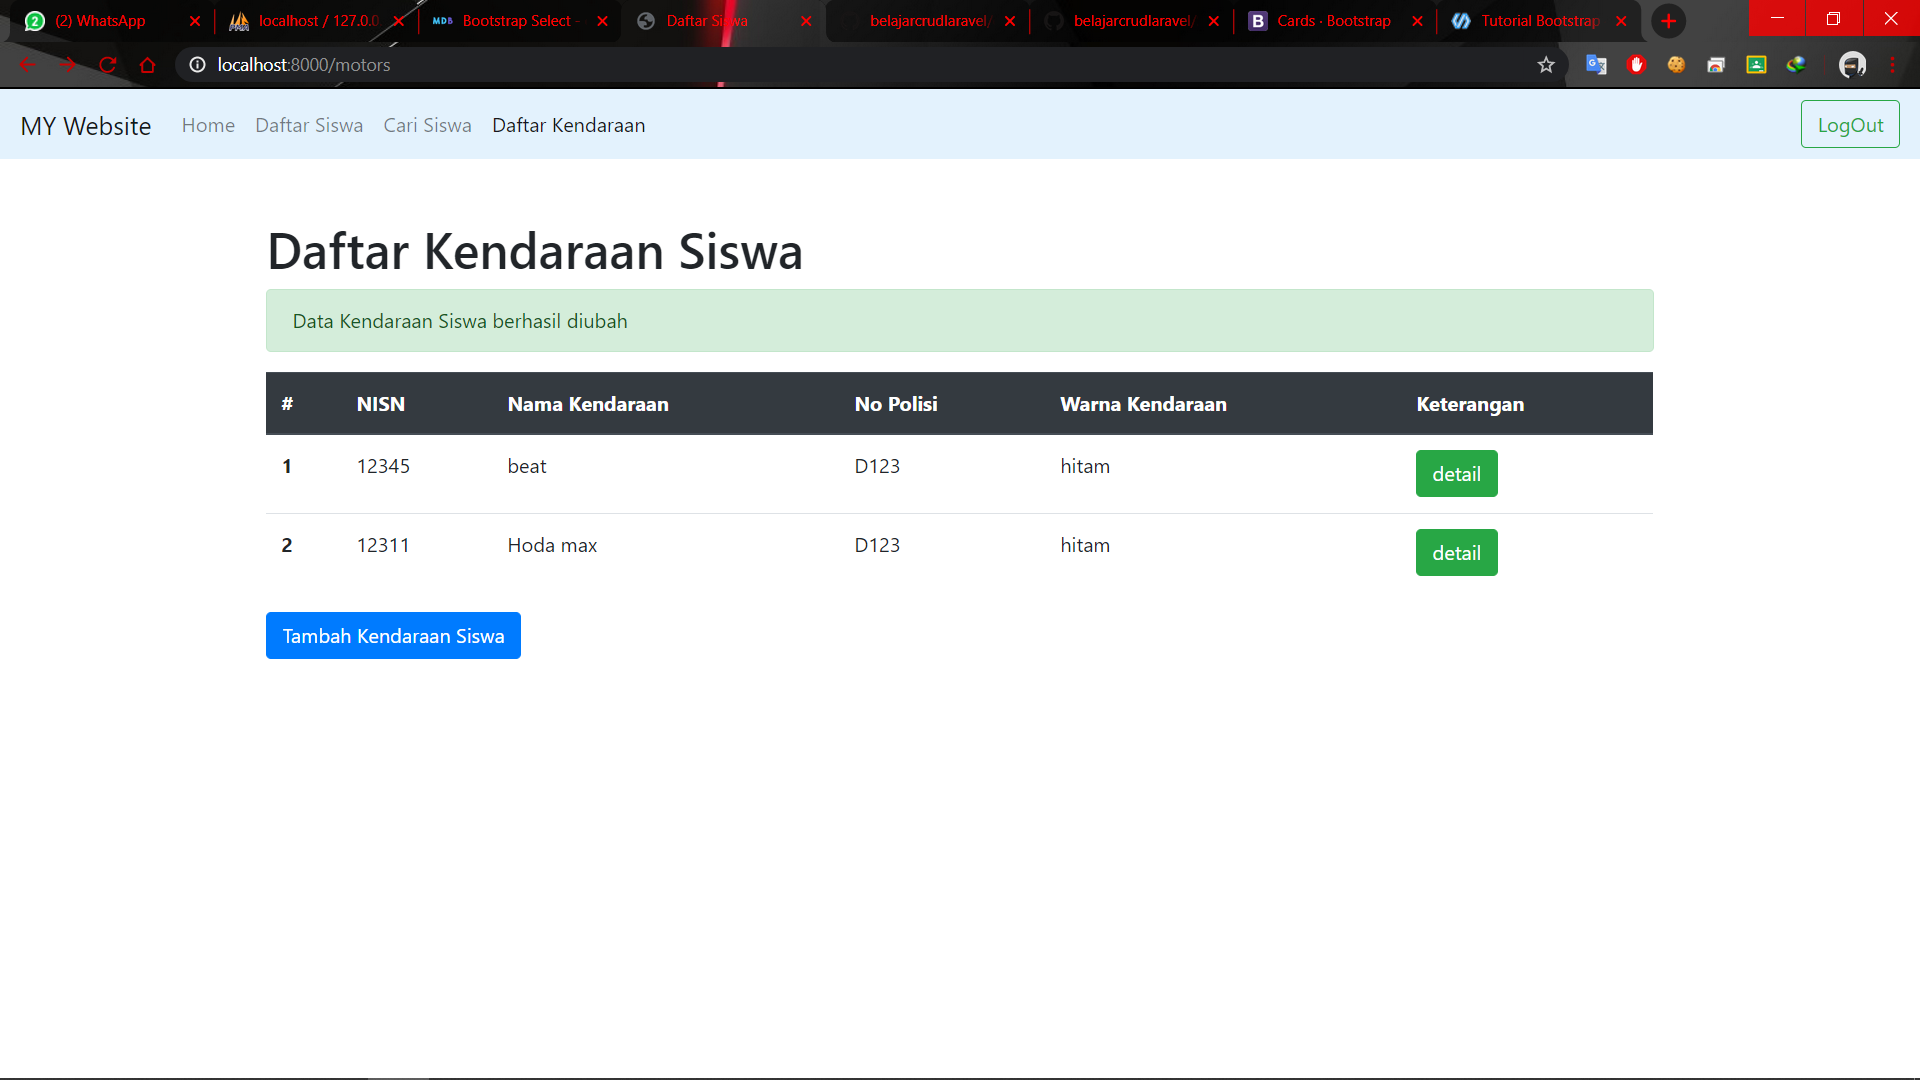 (2) WhatsApp
localhost / 127.0.0
MDB Bootstrap Select -
Daftar Siswa
belajarcrudlaravel/
belajarcrudlaravel/
B Cards · Bootstrap
Tutorial Bootstrap
localhost:8000/motors
MY Website Home Daftar Siswa Cari Siswa Daftar Kendaraan LogOut
Daftar Kendaraan Siswa
Data Kendaraan Siswa berhasil diubah
# NISN Nama Kendaraan No Polisi Warna Kendaraan Keterangan
1 12345 beat D123 hitam detail
2 12311 Hoda max D123 hitam detail
Tambah Kendaraan Siswa